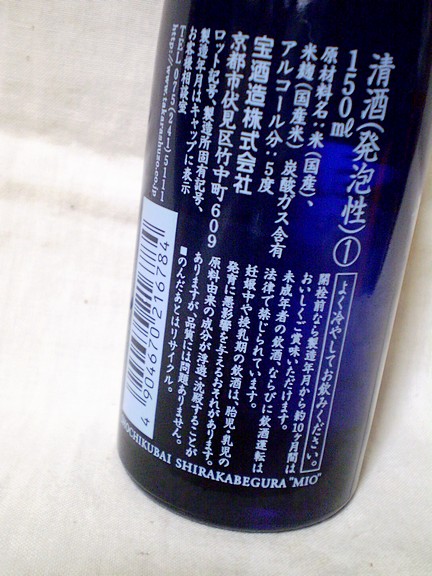 清酒(発泡性)①
150㎖
原材料名:米(国産)、
米麹(国産米) 炭酸ガス含有
アルコール分:5度
宝酒造株式会社
京都市伏見区竹中町609
ロット記号、製造所固有記号、
製造年月はキャップに表示
お客様相談室
TEL 075(241)5111
http://www.takarashuzo.co.jp
よく冷やしてお飲みください。
開栓前なら製造年月から約10ヶ月間は
おいしくご賞味いただけます。
未成年者の飲酒、ならびに飲酒運転は
法律で禁じられています。
妊娠中や授乳期の飲酒は、胎児・乳児の
発育に悪影響を与えるおそれがあります。
原料由来の成分が浮遊・沈殿することが
ありますが、品質には問題ありません。
■のんだあとはリサイクル。
4 904670 216784
SHOCHIKUBAI SHIRAKABEGURA "MIO"